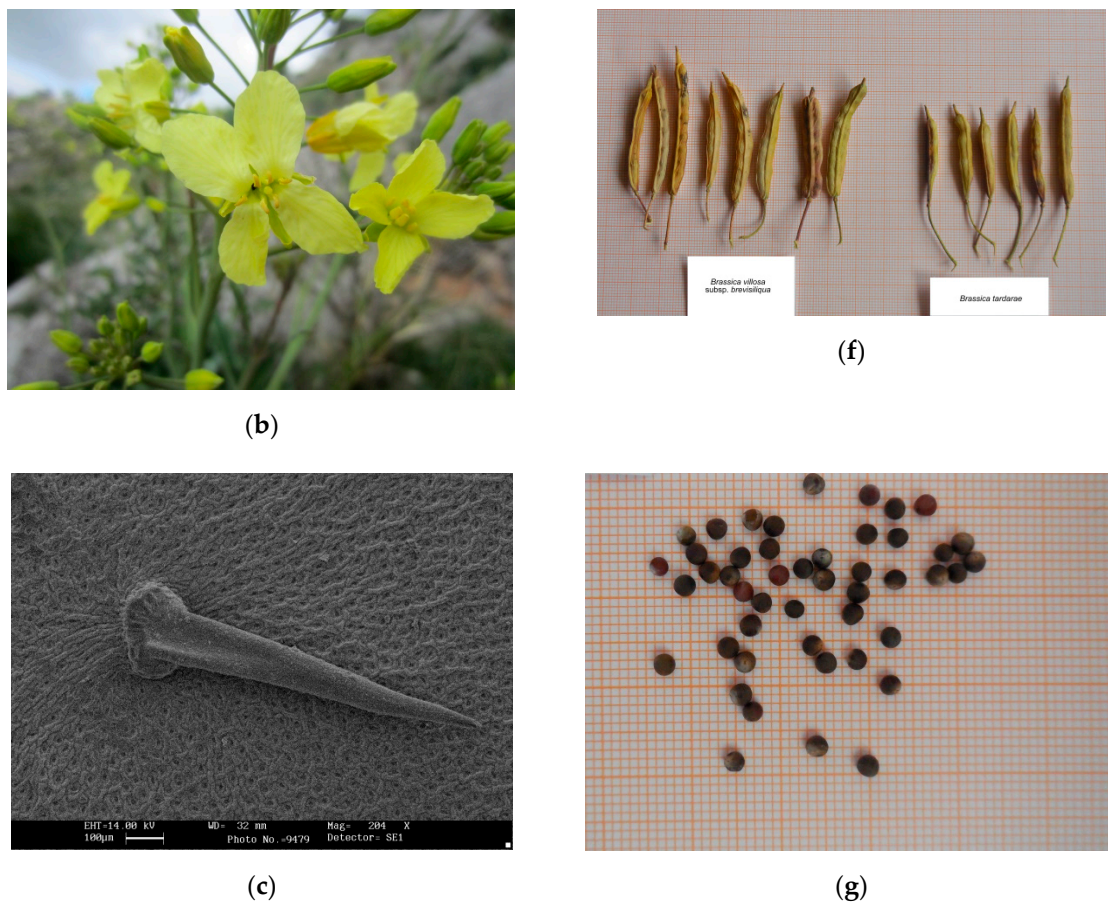 Brassica villosa
subsp. brevisiliqua
Brassica tardarae
(b)
(f)
EHT=14.00 kV WD= 32 mm Mag= 204 X
100µm Photo No.=9479 Detector= SE1
(c)
(g)